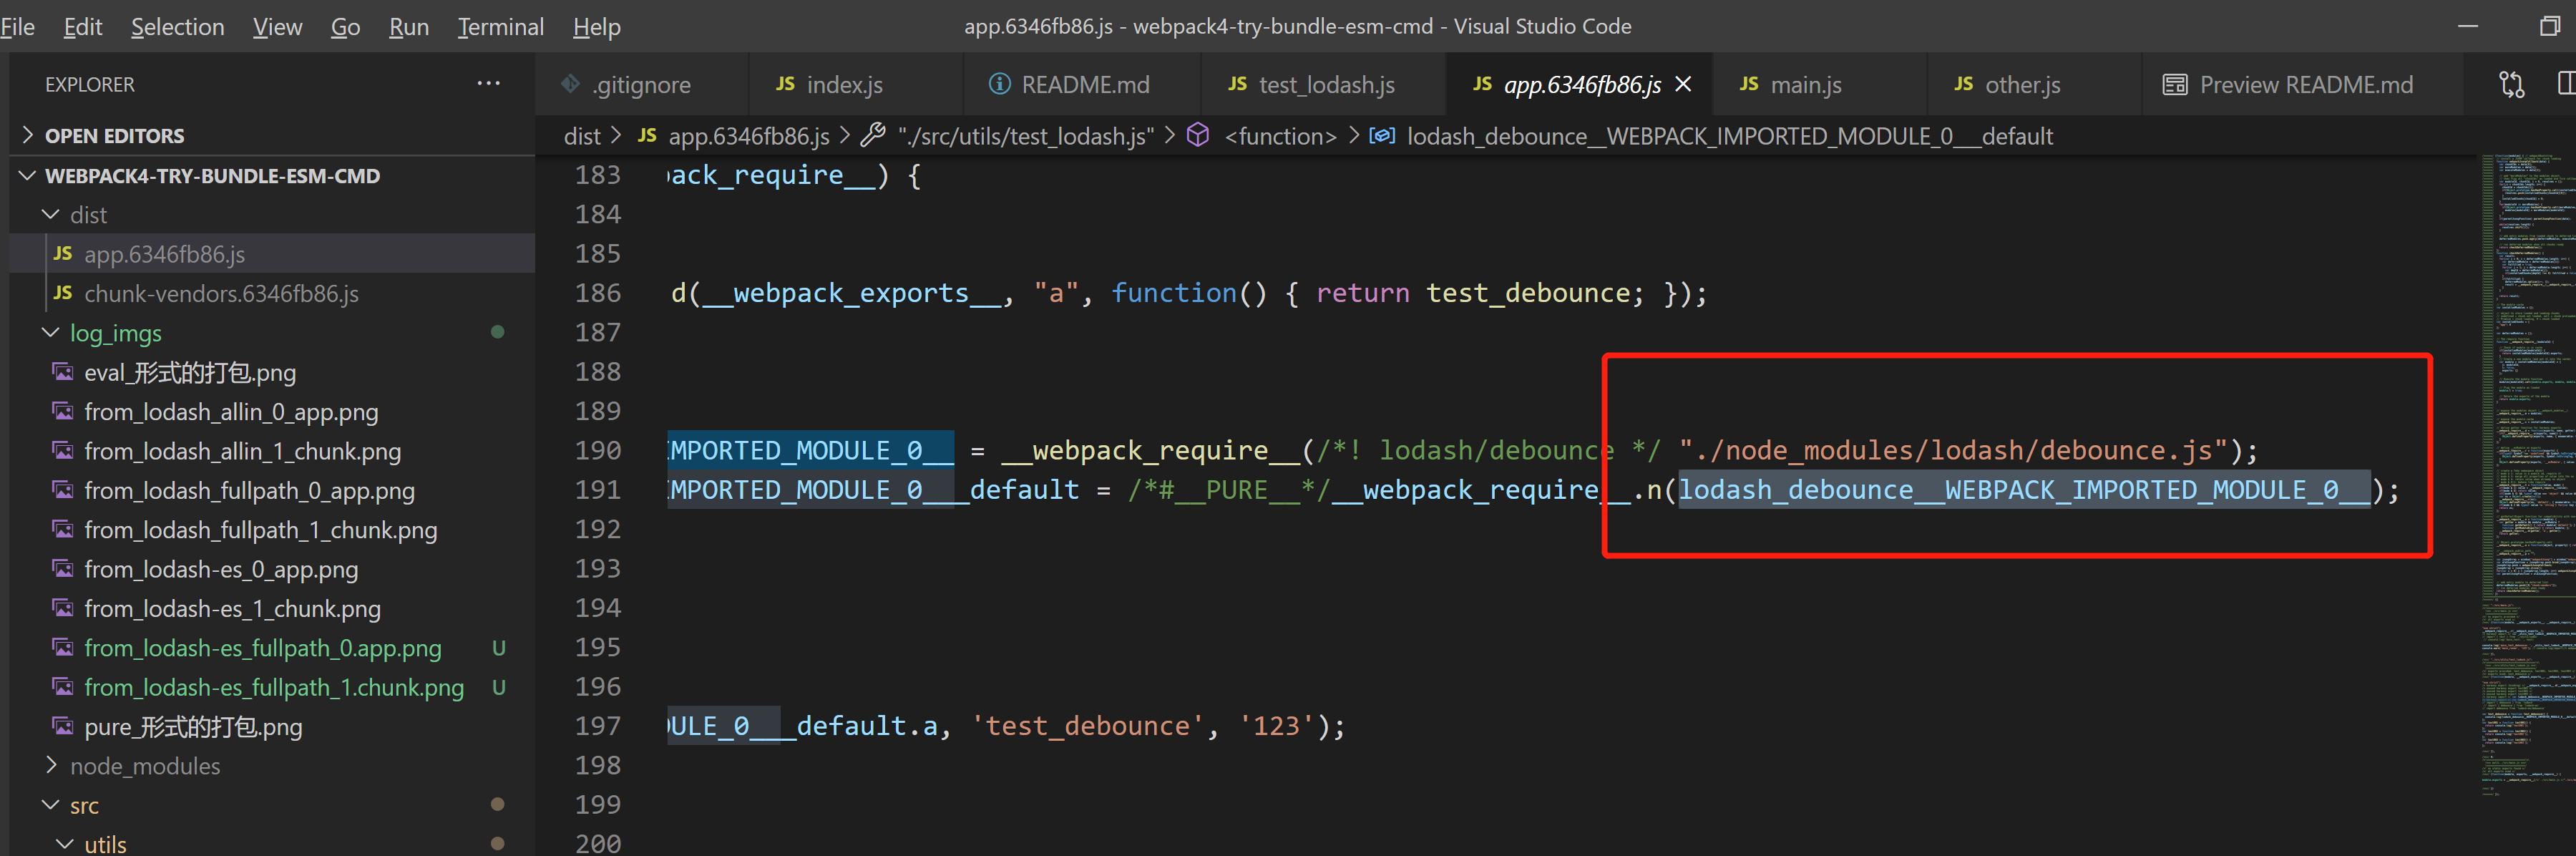 File Edit Selection View Go Run Terminal Help
app.6346fb86.js - webpack4-try-bundle-esm-cmd - Visual Studio Code
EXPLORER
OPEN EDITORS
WEBPACK4-TRY-BUNDLE-ESM-CMD
dist
JS app.6346fb86.js
JS chunk-vendors.6346fb86.js
log_imgs
eval_形式的打包.png
from_lodash_allin_0_app.png
from_lodash_allin_1_chunk.png
from_lodash_fullpath_0_app.png
from_lodash_fullpath_1_chunk.png
from_lodash-es_0_app.png
from_lodash-es_1_chunk.png
from_lodash-es_fullpath_0.app.png U
from_lodash-es_fullpath_1.chunk.png U
pure_形式的打包.png
node_modules
src
utils
.gitignore JS index.js README.md JS test_lodash.js JS app.6346fb86.js JS main.js JS other.js Preview README.md
dist > JS app.6346fb86.js > "./src/utils/test_lodash.js" > <function> > lodash_debounce__WEBPACK_IMPORTED_MODULE_0___default
183 ack_require__) {
184
185
186 d(__webpack_exports__, "a", function() { return test_debounce; });
187
188
189
190 IMPORTED_MODULE_0__ = __webpack_require__(/*! lodash/debounce */ "./node_modules/lodash/debounce.js");
191 IMPORTED_MODULE_0___default = /*#__PURE__*/__webpack_require__.n(lodash_debounce__WEBPACK_IMPORTED_MODULE_0__);
192
193
194
195
196
197 DULE_0___default.a, 'test_debounce', '123');
198
199
200